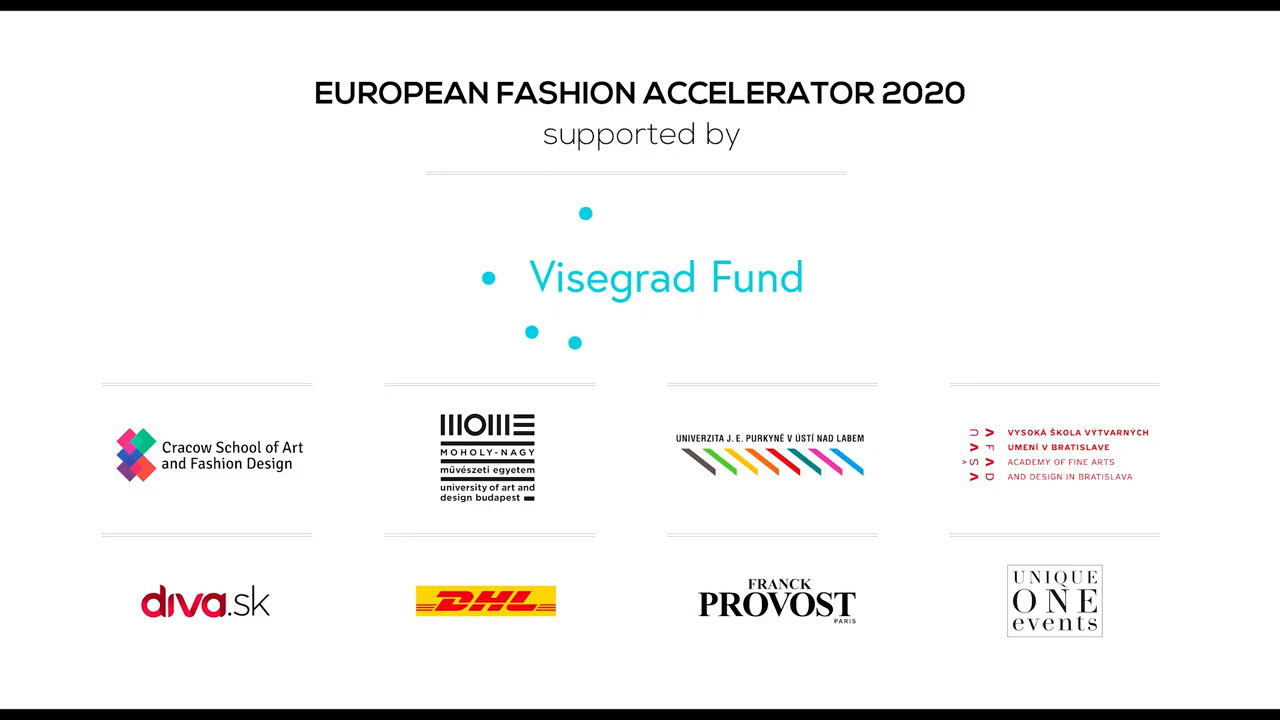 EUROPEAN FASHION ACCELERATOR 2020
supported by
Visegrad Fund
Cracow School of Art
and Fashion Design
MOME
MOHOLY-NAGY
művészeti egyetem
university of art and
design budapest
UNIVERZITA J. E. PURKYNĚ V ÚSTÍ NAD LABEM
VYSOKÁ ŠKOLA VÝTVARNÝCH
UMENÍ V BRATISLAVE
ACADEMY OF FINE ARTS
AND DESIGN IN BRATISLAVA
diva.sk
DHL
FRANCK
PROVOST
PARIS
UNIQUE
ONE
events